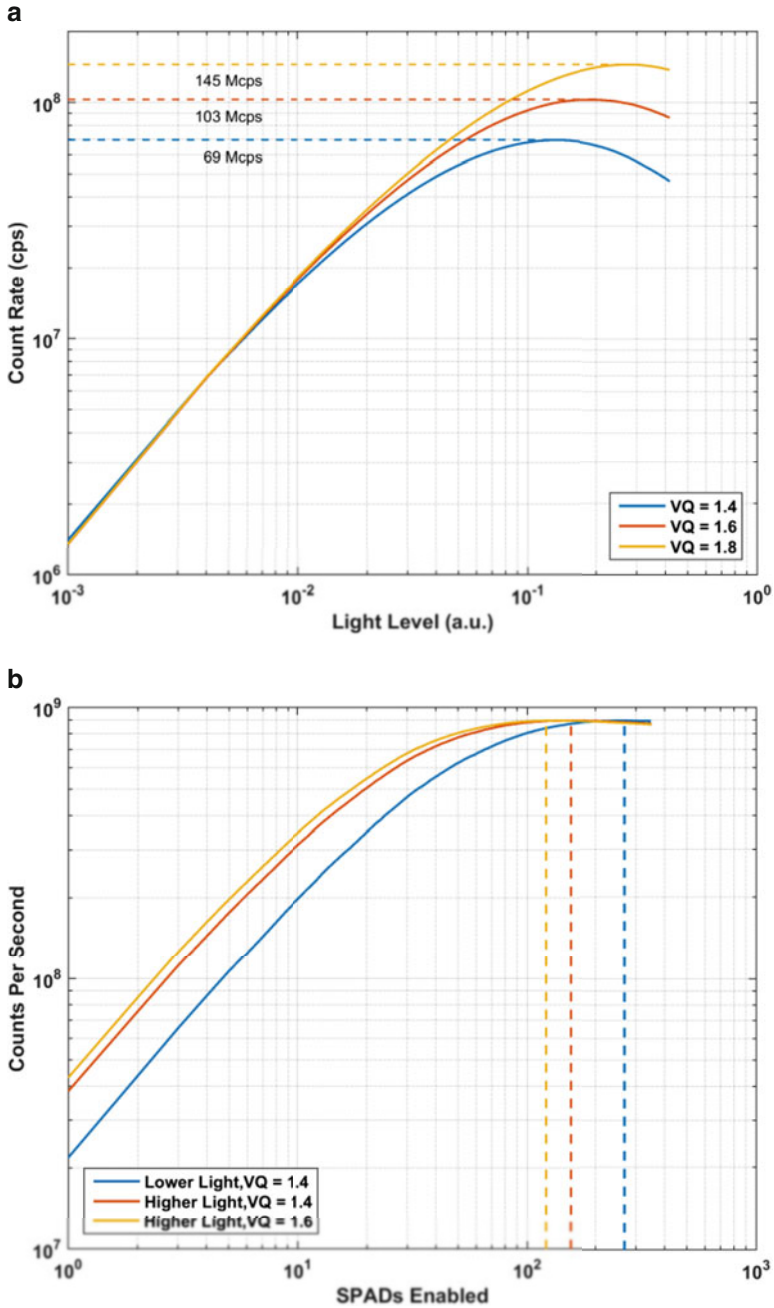 a
145 Mcps
103 Mcps
69 Mcps
10^8
10^7
10^6
Count Rate (cps)
VQ = 1.4
VQ = 1.6
VQ = 1.8
10^-3
10^-2
10^-1
10^0
Light Level (a.u.)
b
10^9
10^8
10^7
Counts Per Second
Lower Light,VQ = 1.4
Higher Light,VQ = 1.4
Higher Light,VQ = 1.6
10^0
10^1
10^2
10^3
SPADs Enabled